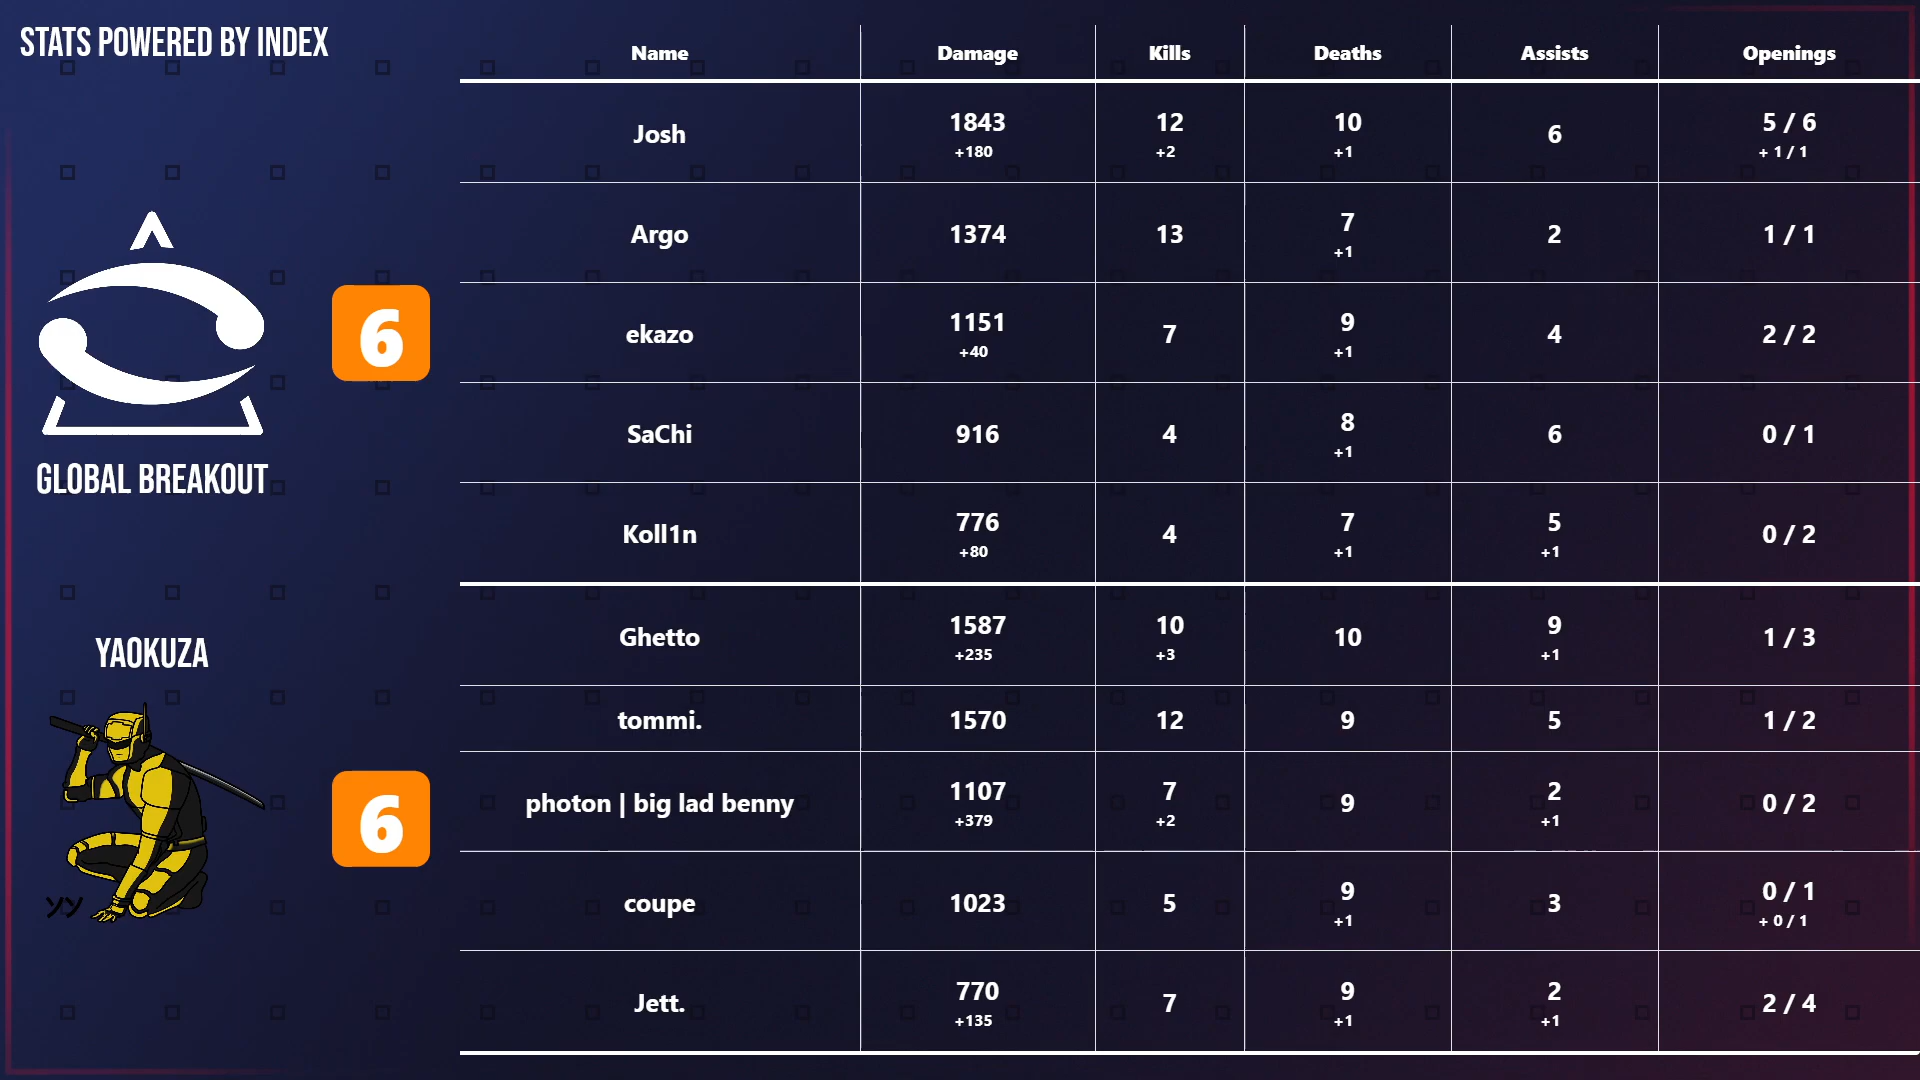 STATS POWERED BY INDEX
Name Damage Kills Deaths Assists Openings
Josh 1843 12 10 6 5 / 6
+180 +2 +1 + 1 / 1
Argo 1374 13 7 2 1 / 1
+1
ekazo 1151 7 9 4 2 / 2
+40 +1
SaChi 916 4 8 6 0 / 1
+1
Koll1n 776 4 7 5 0 / 2
+80 +1 +1
6
GLOBAL BREAKOUT
Ghetto 1587 10 10 9 1 / 3
+235 +3 +1
tommi. 1570 12 9 5 1 / 2
photon | big lad benny 1107 7 9 2 0 / 2
+379 +2 +1
coupe 1023 5 9 3 0 / 1
+1 + 0 / 1
Jett. 770 7 9 2 2 / 4
+135 +1 +1
YAOKUZA
6